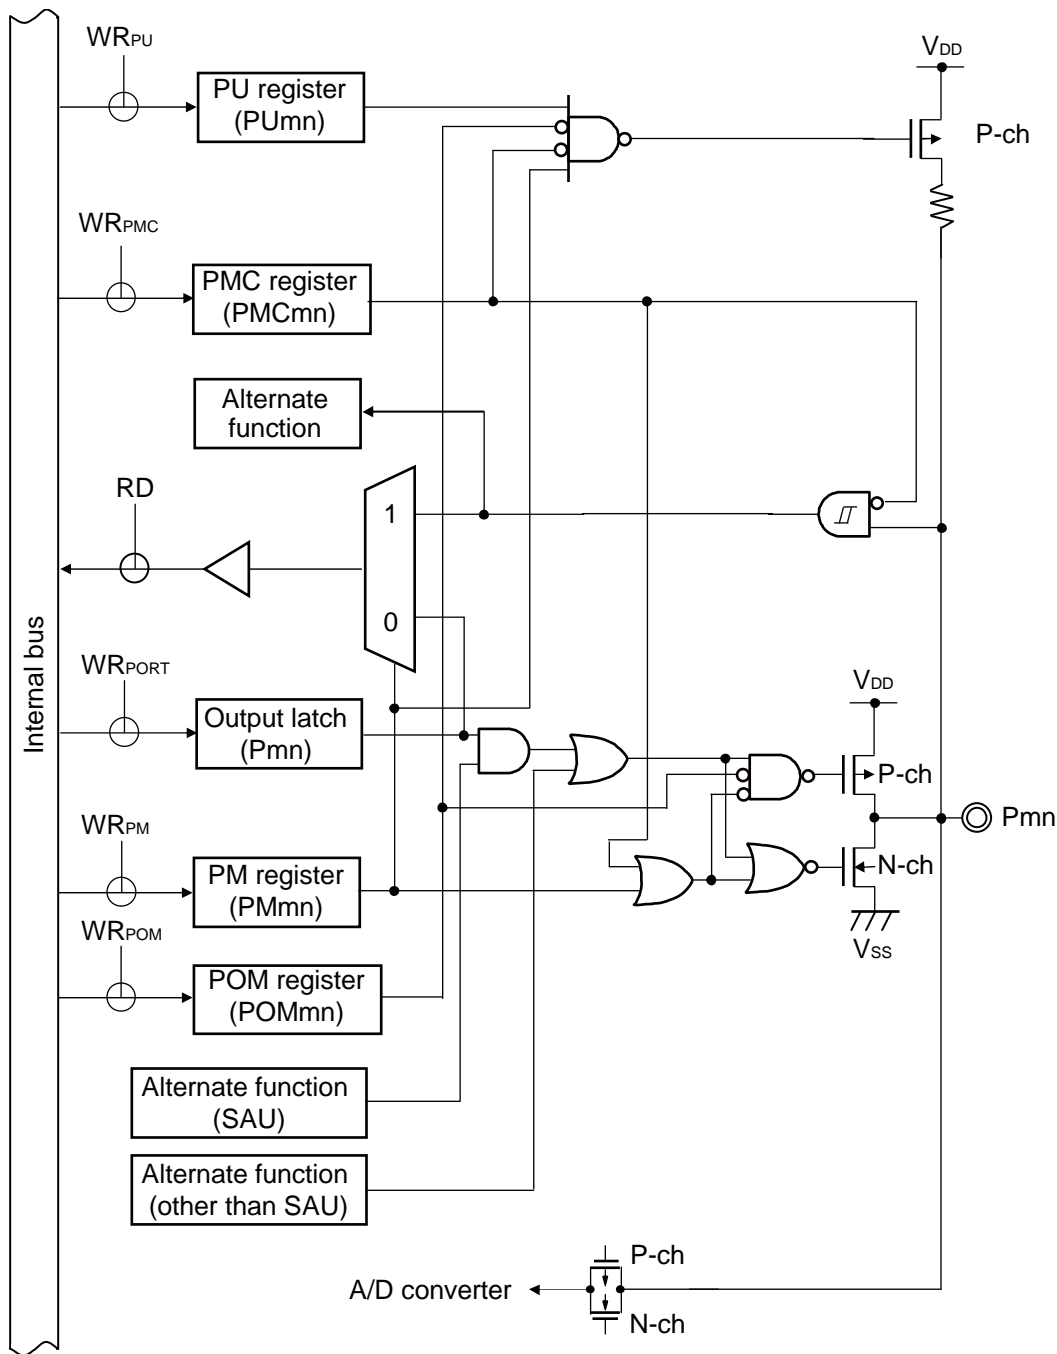 WRPU
VDD
PU register
(PUmn)
P-ch
WRPMC
PMC register
(PMCmn)
Alternate
function
RD
1
0
Internal bus
WRPORT
Output latch
(Pmn)
VDD
P-ch
Pmn
WRPM
PM register
(PMmn)
N-ch
VSS
WRPOM
POM register
(POMmn)
Alternate function
(SAU)
Alternate function
(other than SAU)
P-ch
A/D converter
N-ch